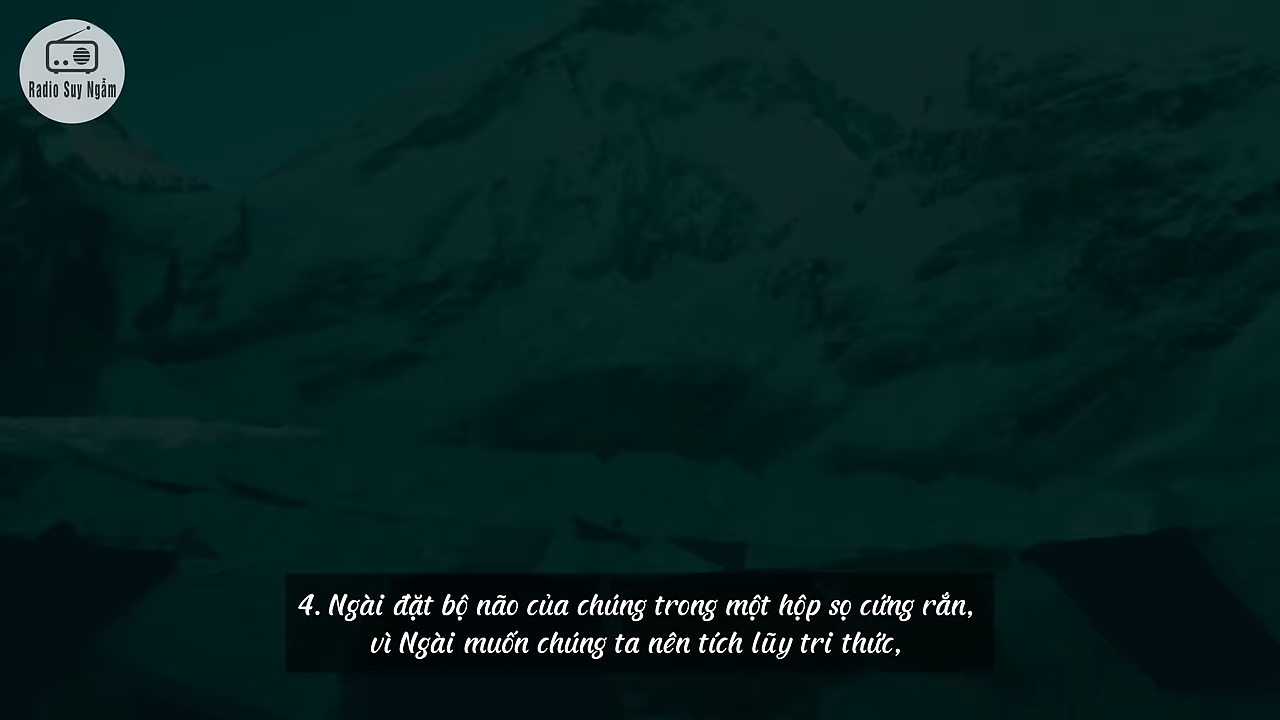 Radio Suy Ngẫm
4. Ngài đặt bộ não của chúng trong một hộp sọ cứng rắn,
vì Ngài muốn chúng ta nên tích lũy tri thức,